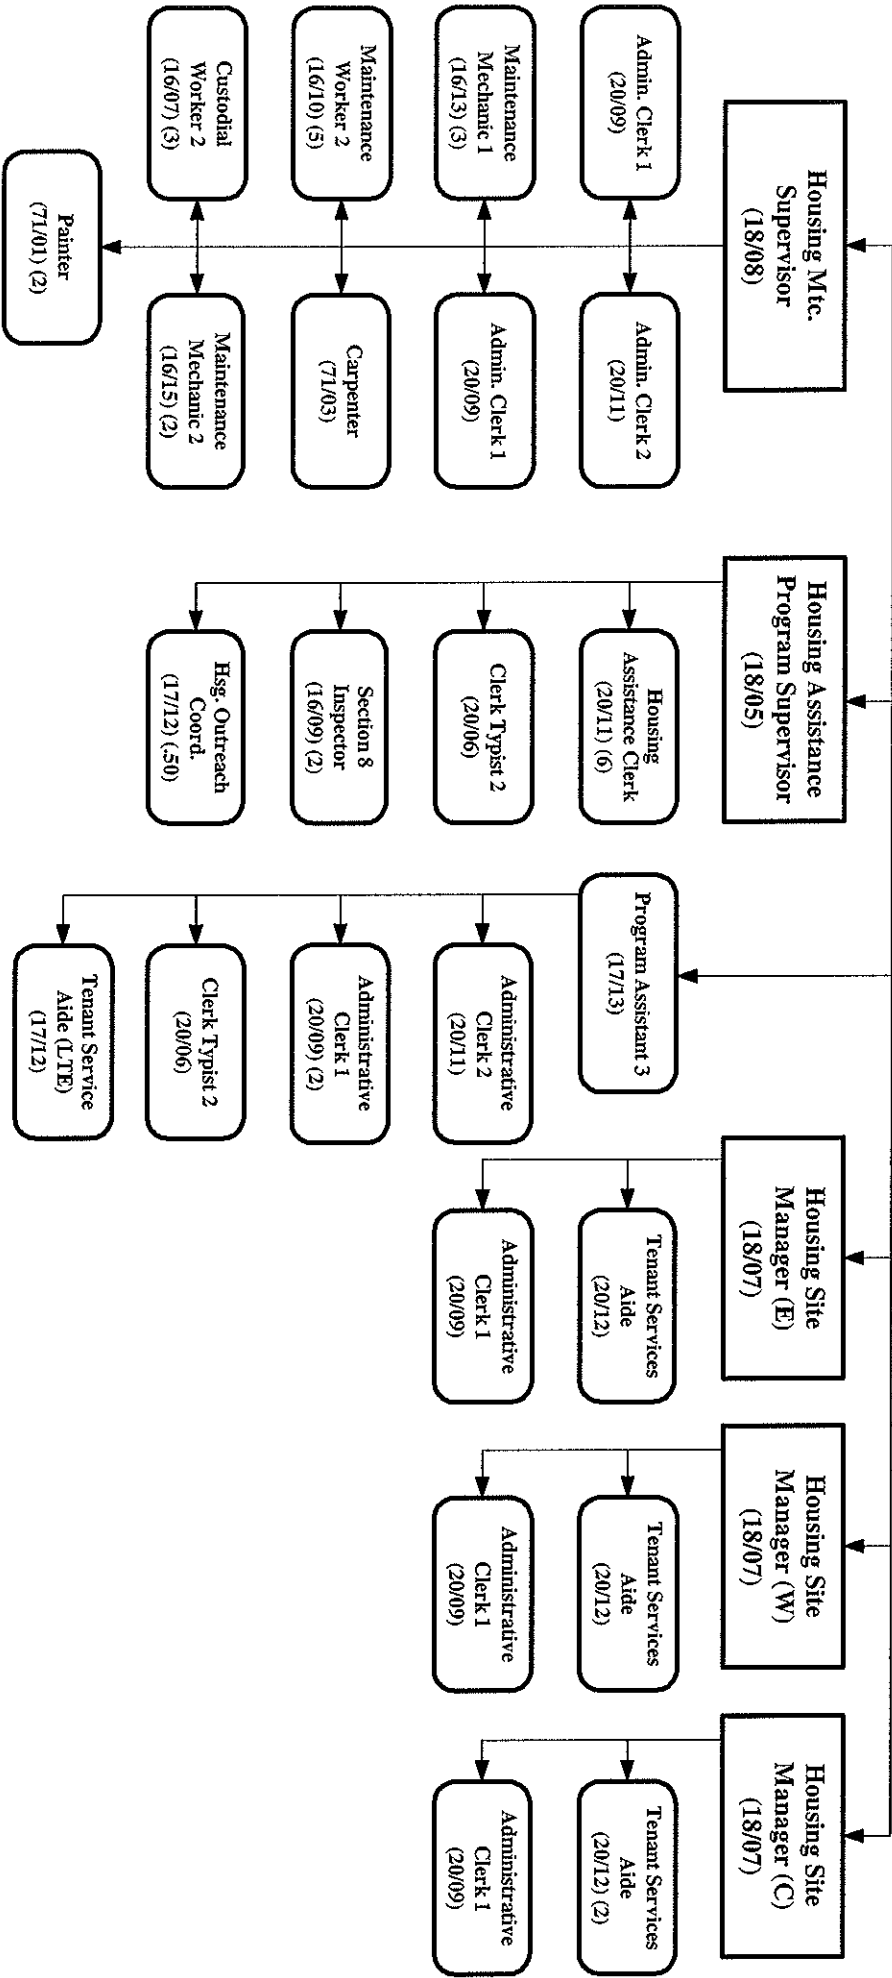 Housing Mtc.
Supervisor
(18/08)
Admin. Clerk 1
(20/09)
Admin. Clerk 2
(20/11)
Maintenance
Mechanic 1
(16/13) (3)
Admin. Clerk 1
(20/09)
Maintenance
Worker 2
(16/10) (5)
Carpenter
(71/03)
Custodial
Worker 2
(16/07) (3)
Maintenance
Mechanic 2
(16/15) (2)
Painter
(71/01) (2)
Housing Assistance
Program Supervisor
(18/05)
Housing
Assistance Clerk
(20/11) (6)
Clerk Typist 2
(20/06)
Section 8
Inspector
(16/09) (2)
Hsg. Outreach
Coord.
(17/12) (.50)
Program Assistant 3
(17/13)
Administrative
Clerk 2
(20/11)
Administrative
Clerk 1
(20/09) (2)
Clerk Typist 2
(20/06)
Tenant Service
Aide (LTE)
(17/12)
Housing Site
Manager (E)
(18/07)
Tenant Services
Aide
(20/12)
Administrative
Clerk 1
(20/09)
Housing Site
Manager (W)
(18/07)
Tenant Services
Aide
(20/12)
Administrative
Clerk 1
(20/09)
Housing Site
Manager (C)
(18/07)
Tenant Services
Aide
(20/12) (2)
Administrative
Clerk 1
(20/09)